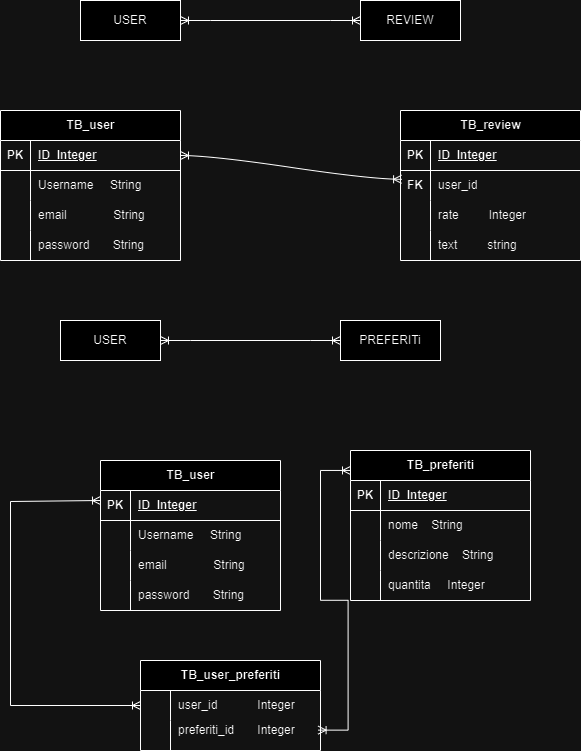 USER REVIEW
TB_user
PK ID_Integer
Username String
email String
password String
TB_review
PK ID_Integer
FK user_id
rate Integer
text string
USER PREFERITi
TB_user
PK ID_Integer
Username String
email String
password String
TB_preferiti
PK ID_Integer
nome String
descrizione String
quantita Integer
TB_user_preferiti
user_id Integer
preferiti_id Integer